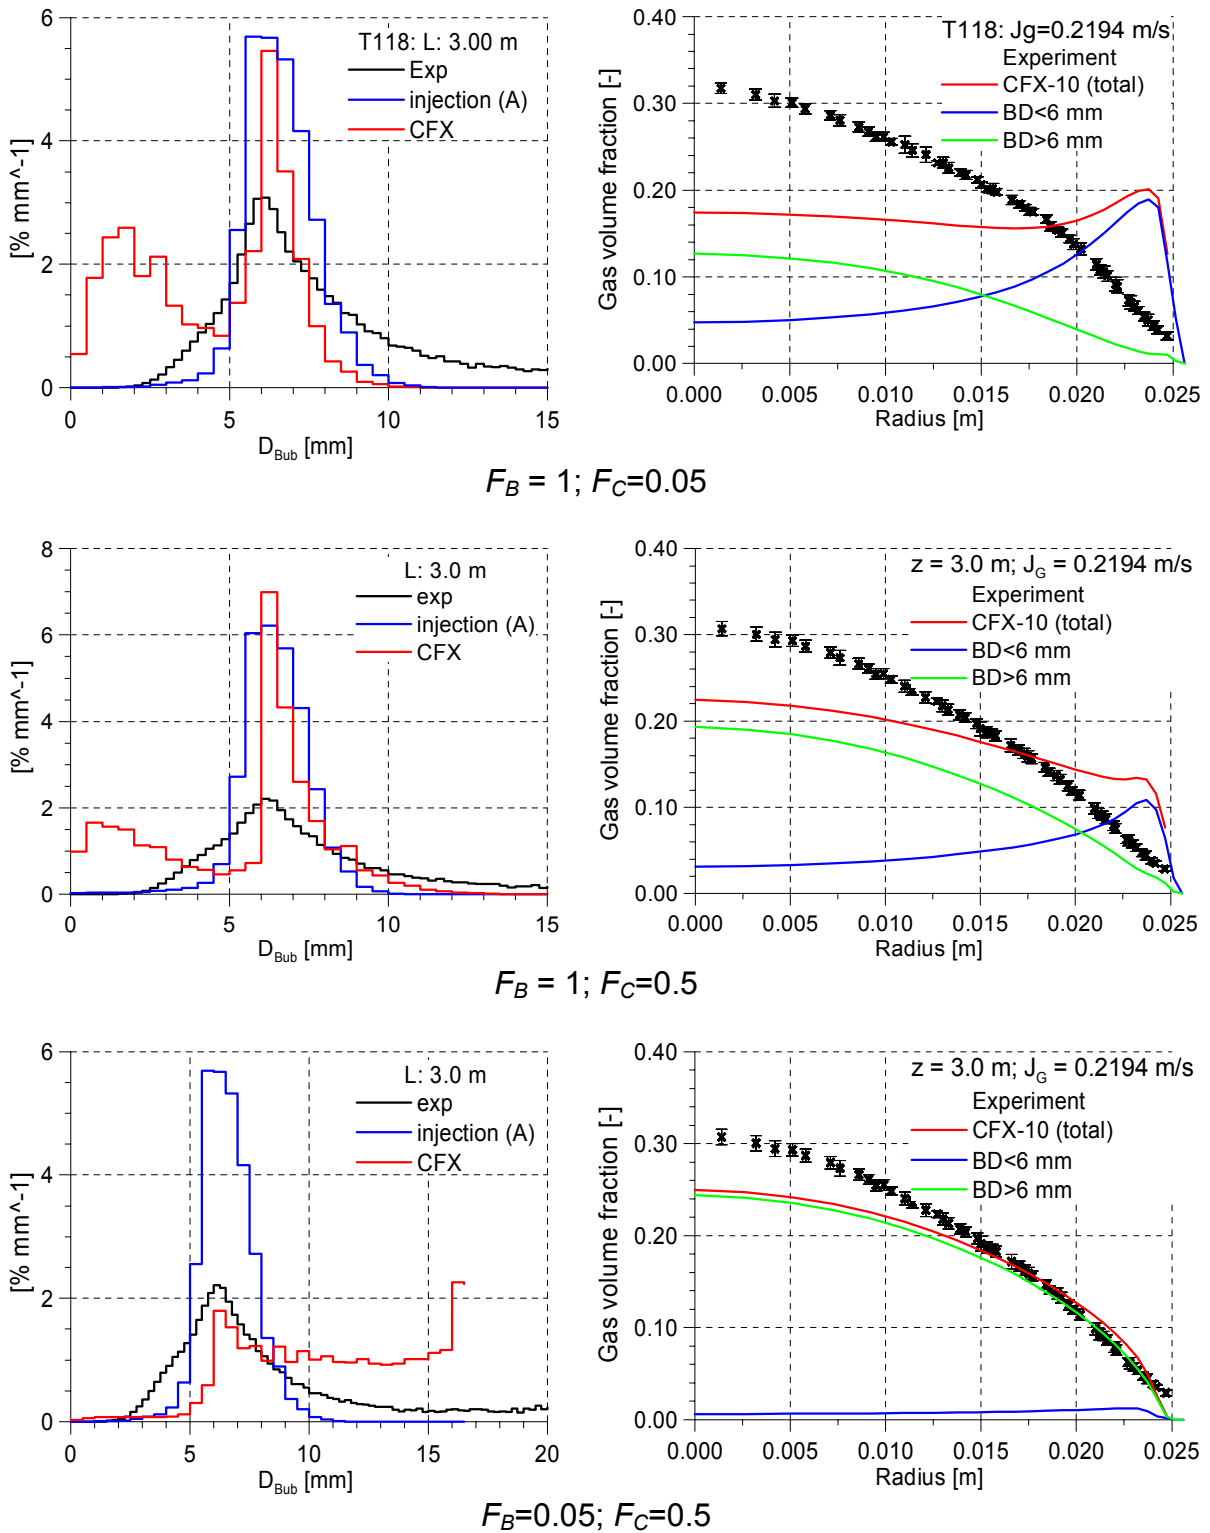 6
4
2
0
[% mm^-1]
T118: L: 3.00 m
Exp
injection (A)
CFX
0 5 10 15
D_Bub [mm]
0.40
0.30
0.20
0.10
0.00
Gas volume fraction [-]
T118: Jg=0.2194 m/s
Experiment
CFX-10 (total)
BD<6 mm
BD>6 mm
0.000 0.005 0.010 0.015 0.020 0.025
Radius [m]
F_B = 1; F_C=0.05
8
6
4
2
0
[% mm^-1]
L: 3.0 m
exp
injection (A)
CFX
0 5 10 15
D_Bub [mm]
0.40
0.30
0.20
0.10
0.00
Gas volume fraction [-]
z = 3.0 m; J_G = 0.2194 m/s
Experiment
CFX-10 (total)
BD<6 mm
BD>6 mm
0.000 0.005 0.010 0.015 0.020 0.025
Radius [m]
F_B = 1; F_C=0.5
6
4
2
0
[% mm^-1]
L: 3.0 m
exp
injection (A)
CFX
0 5 10 15 20
D_Bub [mm]
0.40
0.30
0.20
0.10
0.00
Gas volume fraction [-]
z = 3.0 m; J_G = 0.2194 m/s
Experiment
CFX-10 (total)
BD<6 mm
BD>6 mm
0.000 0.005 0.010 0.015 0.020 0.025
Radius [m]
F_B=0.05; F_C=0.5